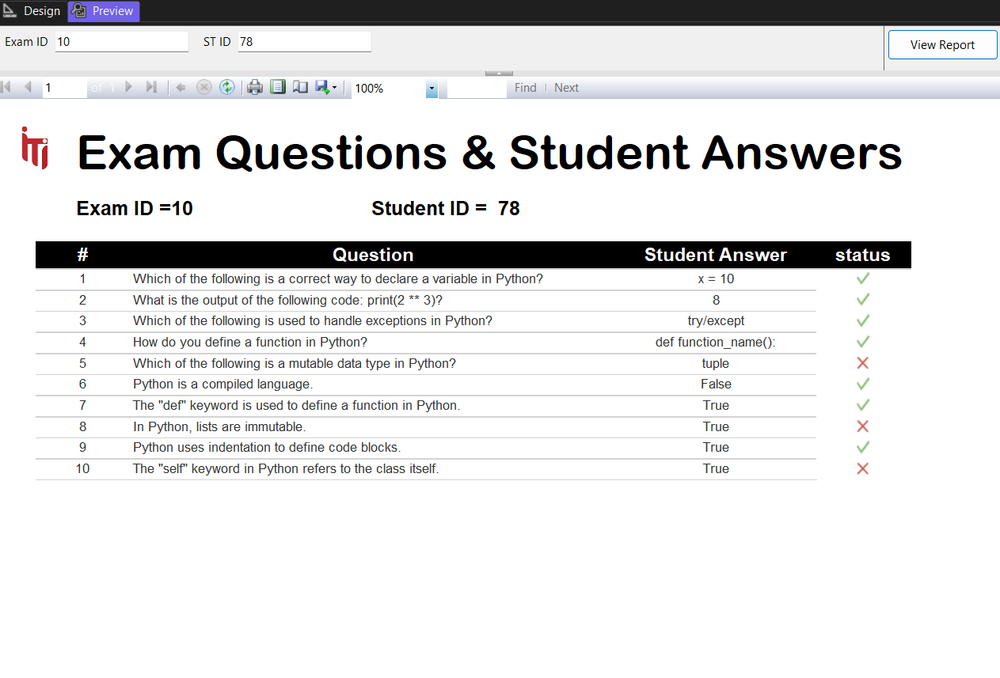 Design Preview
Exam ID 10 ST ID 78 View Report
1 of 1 100% Find Next
iTi Exam Questions & Student Answers
Exam ID =10 Student ID = 78
# Question Student Answer status
1 Which of the following is a correct way to declare a variable in Python? x = 10
2 What is the output of the following code: print(2 ** 3)? 8
3 Which of the following is used to handle exceptions in Python? try/except
4 How do you define a function in Python? def function_name():
5 Which of the following is a mutable data type in Python? tuple
6 Python is a compiled language. False
7 The "def" keyword is used to define a function in Python. True
8 In Python, lists are immutable. True
9 Python uses indentation to define code blocks. True
10 The "self" keyword in Python refers to the class itself. True